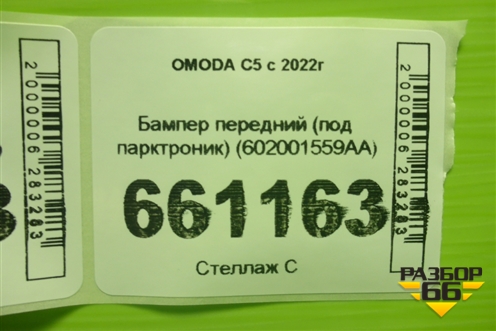 OMODA C5 с 2022г
Бампер передний (под
парктроник) (602001559AA)
661163
Стеллаж С
2000006283283
2000006283283
РАЗБОР
66